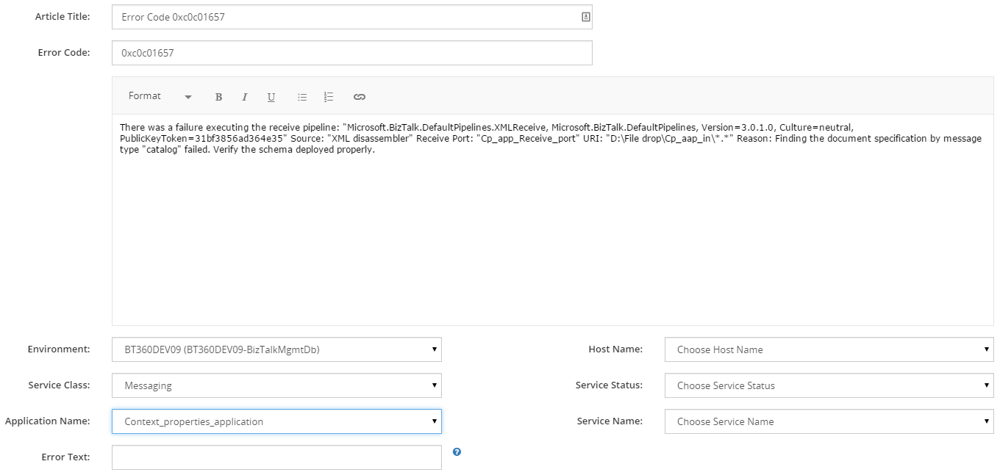 Article Title: Error Code 0xc0c01657
Error Code: 0xc0c01657
Format B I U
There was a failure executing the receive pipeline: "Microsoft.BizTalk.DefaultPipelines.XMLReceive, Microsoft.BizTalk.DefaultPipelines, Version=3.0.1.0, Culture=neutral,
PublicKeyToken=31bf3856ad364e35" Source: "XML disassembler" Receive Port: "Cp_app_Receive_port" URI: "D:\File drop\Cp_aap_in\*.*" Reason: Finding the document specification by message
type "catalog" failed. Verify the schema deployed properly.
Environment: BT360DEV09 (BT360DEV09-BizTalkMgmtDb) Host Name: Choose Host Name
Service Class: Messaging Service Status: Choose Service Status
Application Name: Context_properties_application Service Name: Choose Service Name
Error Text: ?